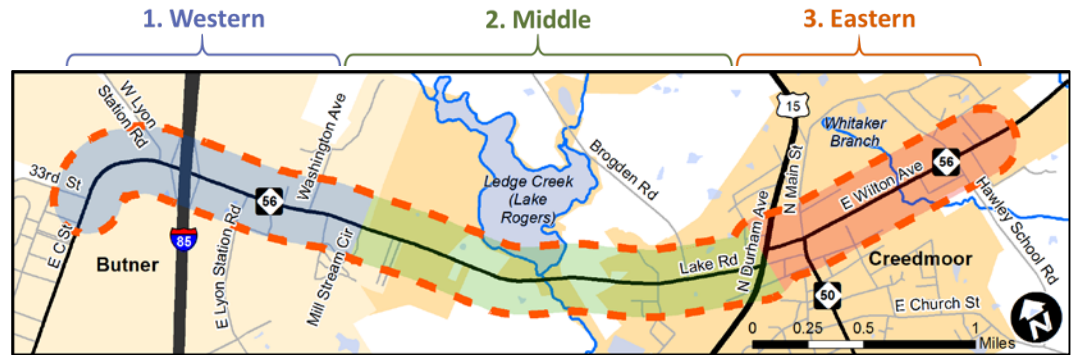 1. Western
2. Middle
3. Eastern
W Lyon
Station Rd
33rd St
E C St
Butner
85
E Lyon Station Rd
56
Washington Ave
Mill Stream Cir
Ledge Creek
(Lake
Rogers)
Brogden Rd
Lake Rd
N Durham Ave
15
N Main St
Whitaker
Branch
E Wilton Ave
56
Hawley School Rd
Creedmoor
50
E Church St
N
0 0.25 0.5 1
Miles